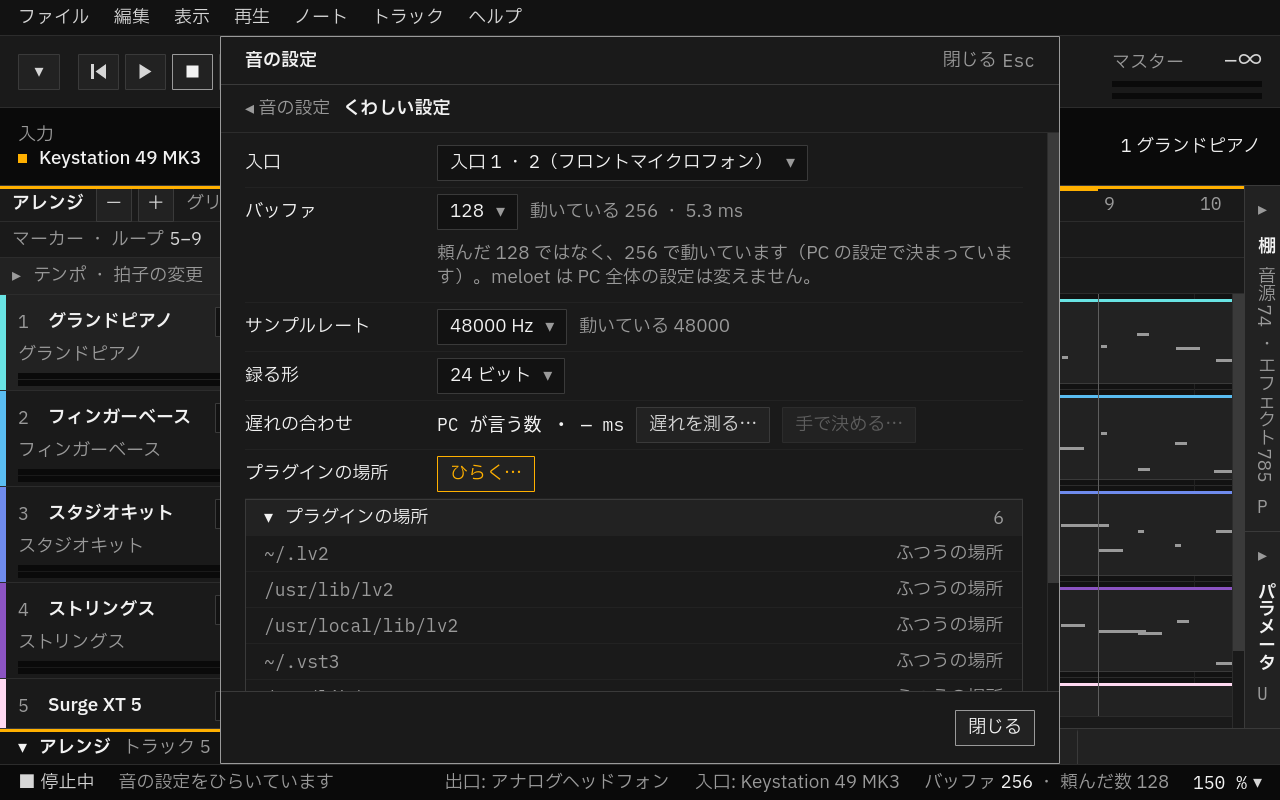 ファイル 編集 表示 再生 ノート トラック ヘルプ
▼
マスター −∞
入力
Keystation 49 MK3
1 グランドピアノ
アレンジ − + グリ
マーカー ・ ループ 5–9
▶ テンポ ・ 拍子の変更
1 グランドピアノ
グランドピアノ
2 フィンガーベース
フィンガーベース
3 スタジオキット
スタジオキット
4 ストリングス
ストリングス
5 Surge XT 5
音の設定 閉じる Esc
◂ 音の設定 くわしい設定
入口 入口 1 ・ 2（フロントマイクロフォン） ▼
バッファ 128 ▼ 動いている 256 ・ 5.3 ms
頼んだ 128 ではなく、256 で動いています（PC の設定で決まっていま
す）。meloet は PC 全体の設定は変えません。
サンプルレート 48000 Hz ▼ 動いている 48000
録る形 24 ビット ▼
遅れの合わせ PC が言う数 ・ — ms 遅れを測る… 手で決める…
プラグインの場所 ひらく…
▼ プラグインの場所 6
~/.lv2 ふつうの場所
/usr/lib/lv2 ふつうの場所
/usr/local/lib/lv2 ふつうの場所
~/.vst3 ふつうの場所
閉じる
9 10
▶
棚
音源 74 ・ エフェクト 785
P
▶
パラメータ
U
▼ アレンジ トラック 5
■ 停止中 音の設定をひらいています 出口: アナログヘッドフォン 入口: Keystation 49 MK3 バッファ 256 ・ 頼んだ数 128 150 % ▼